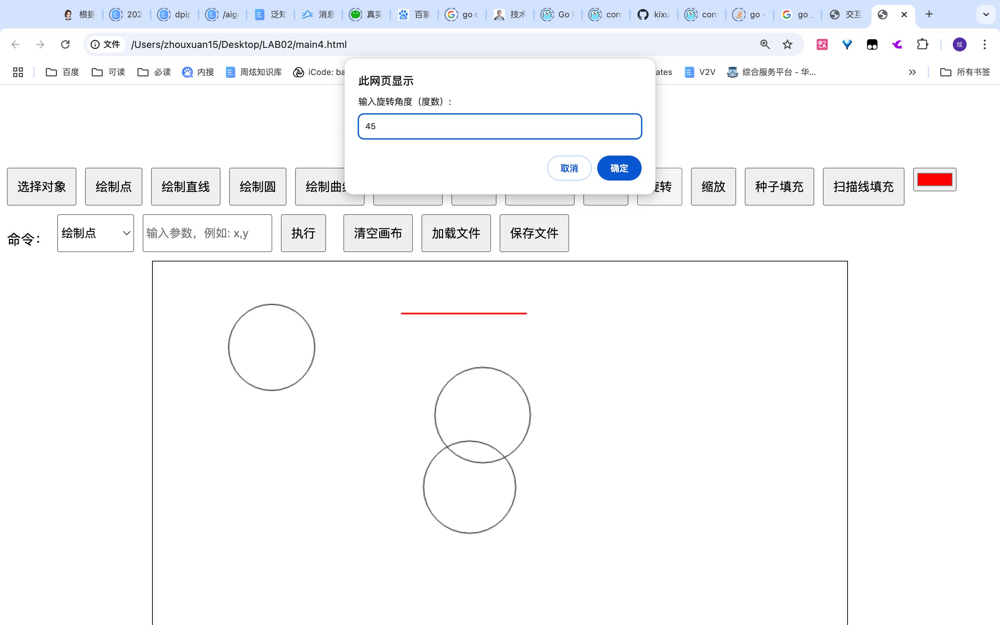 根据 202 dpip /aig 泛知 消息 真实 百家 go 技术 Go con kixu con go - go 交互
文件 /Users/zhouxuan15/Desktop/LAB02/main4.html 中 A 炫
百度 可读 必读 du 内搜 周炫知识库 iCode: ba ates V2V 综合服务平台 - 华... 所有书签
此网页显示
输入旋转角度（度数）:
45
取消 确定
选择对象 绘制点 绘制直线 绘制圆 绘制曲 旋转 缩放 种子填充 扫描线填充
命令： 绘制点 输入参数，例如: x,y 执行 清空画布 加载文件 保存文件